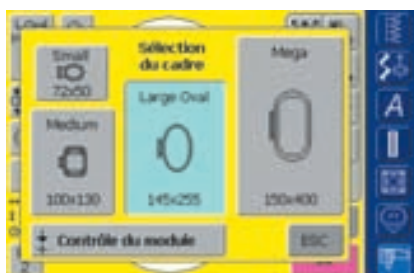 Small
72x50
Sélection
du cadre
Mega
150x400
Large Oval
145x255
Medium
100x130
Contrôle du module
ESC
A